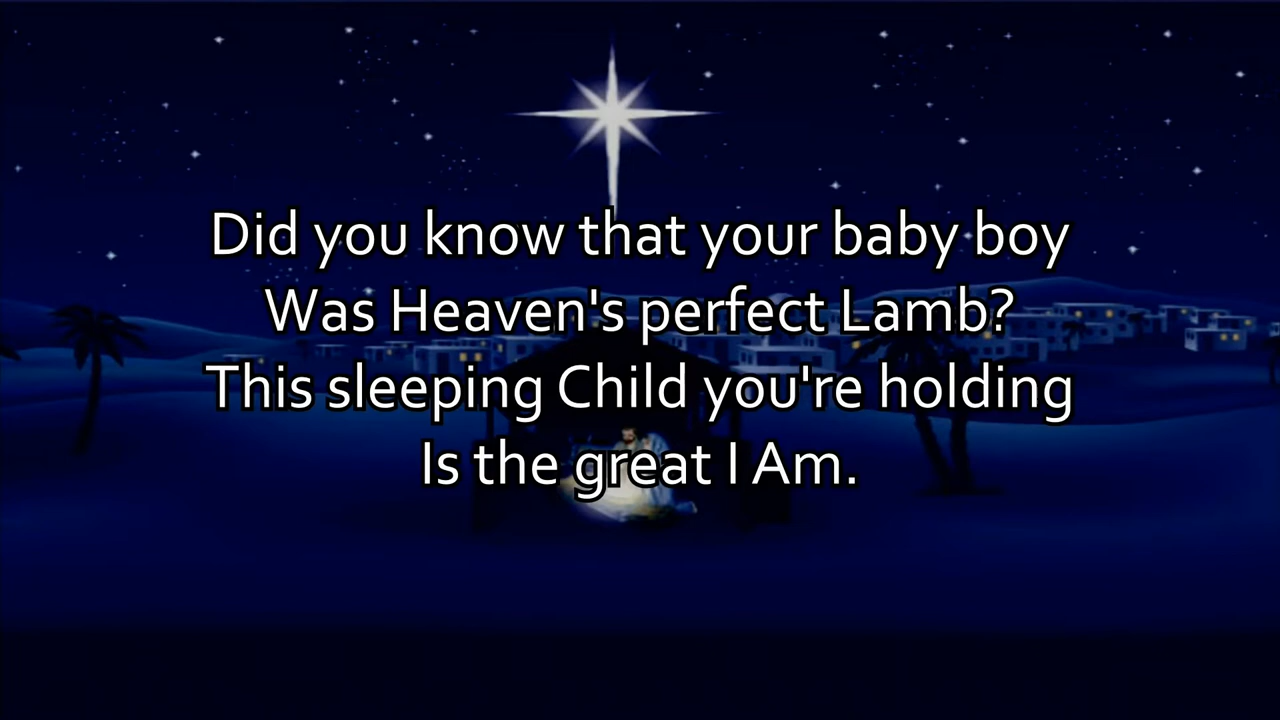 Did you know that your baby boy
Was Heaven's perfect Lamb?
This sleeping Child you're holding
Is the great I Am.